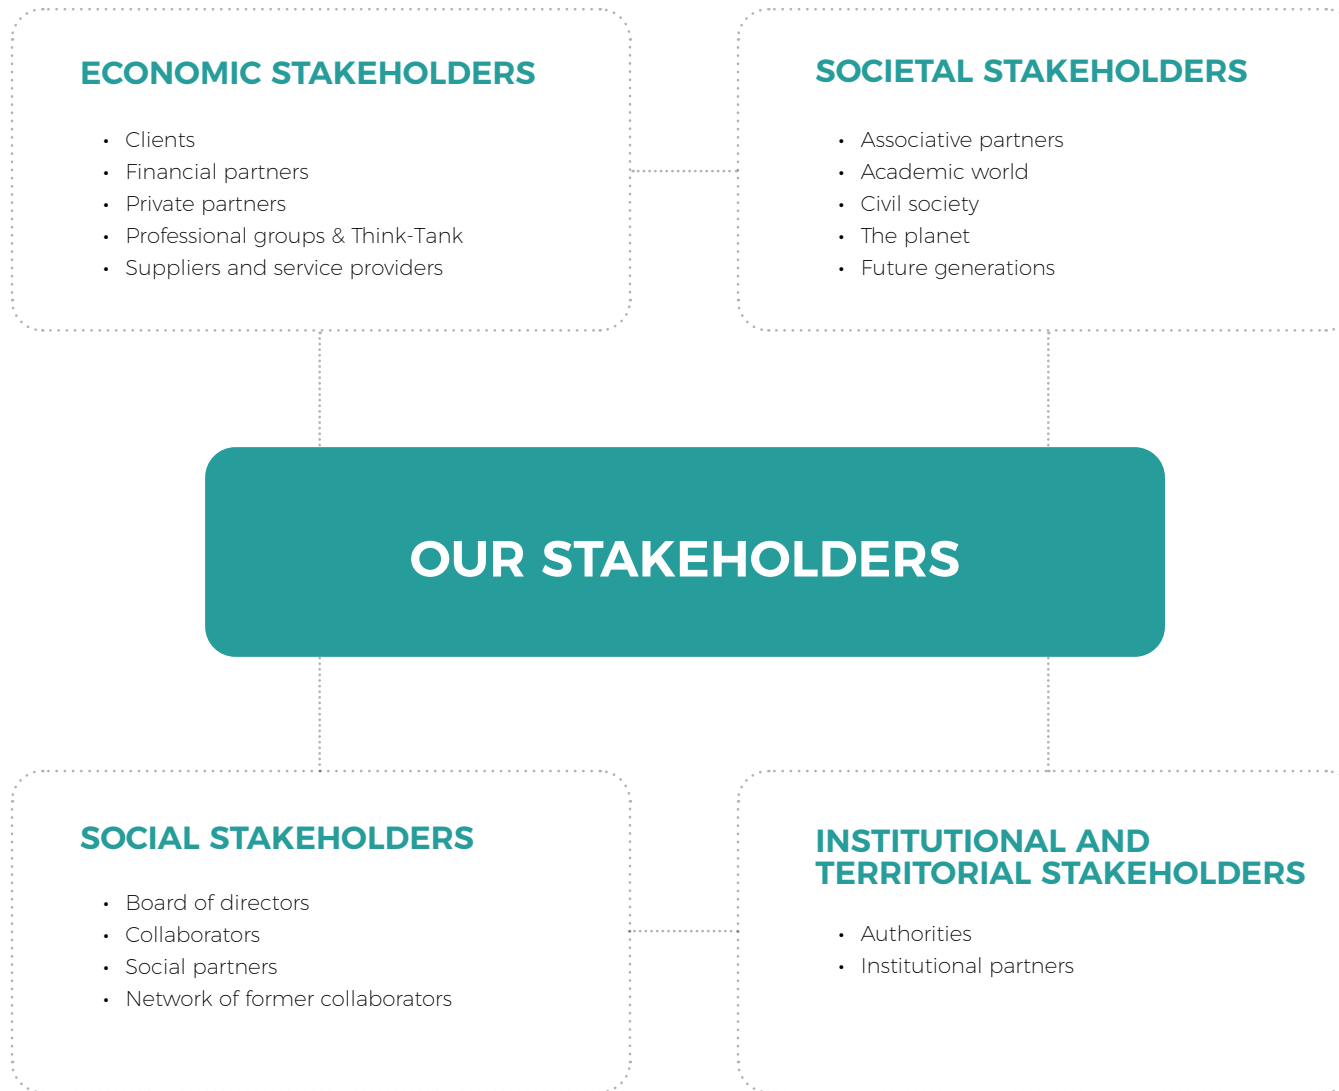 ECONOMIC STAKEHOLDERS
• Clients
• Financial partners
• Private partners
• Professional groups & Think-Tank
• Suppliers and service providers
SOCIETAL STAKEHOLDERS
• Associative partners
• Academic world
• Civil society
• The planet
• Future generations
OUR STAKEHOLDERS
SOCIAL STAKEHOLDERS
• Board of directors
• Collaborators
• Social partners
• Network of former collaborators
INSTITUTIONAL AND
TERRITORIAL STAKEHOLDERS
• Authorities
• Institutional partners